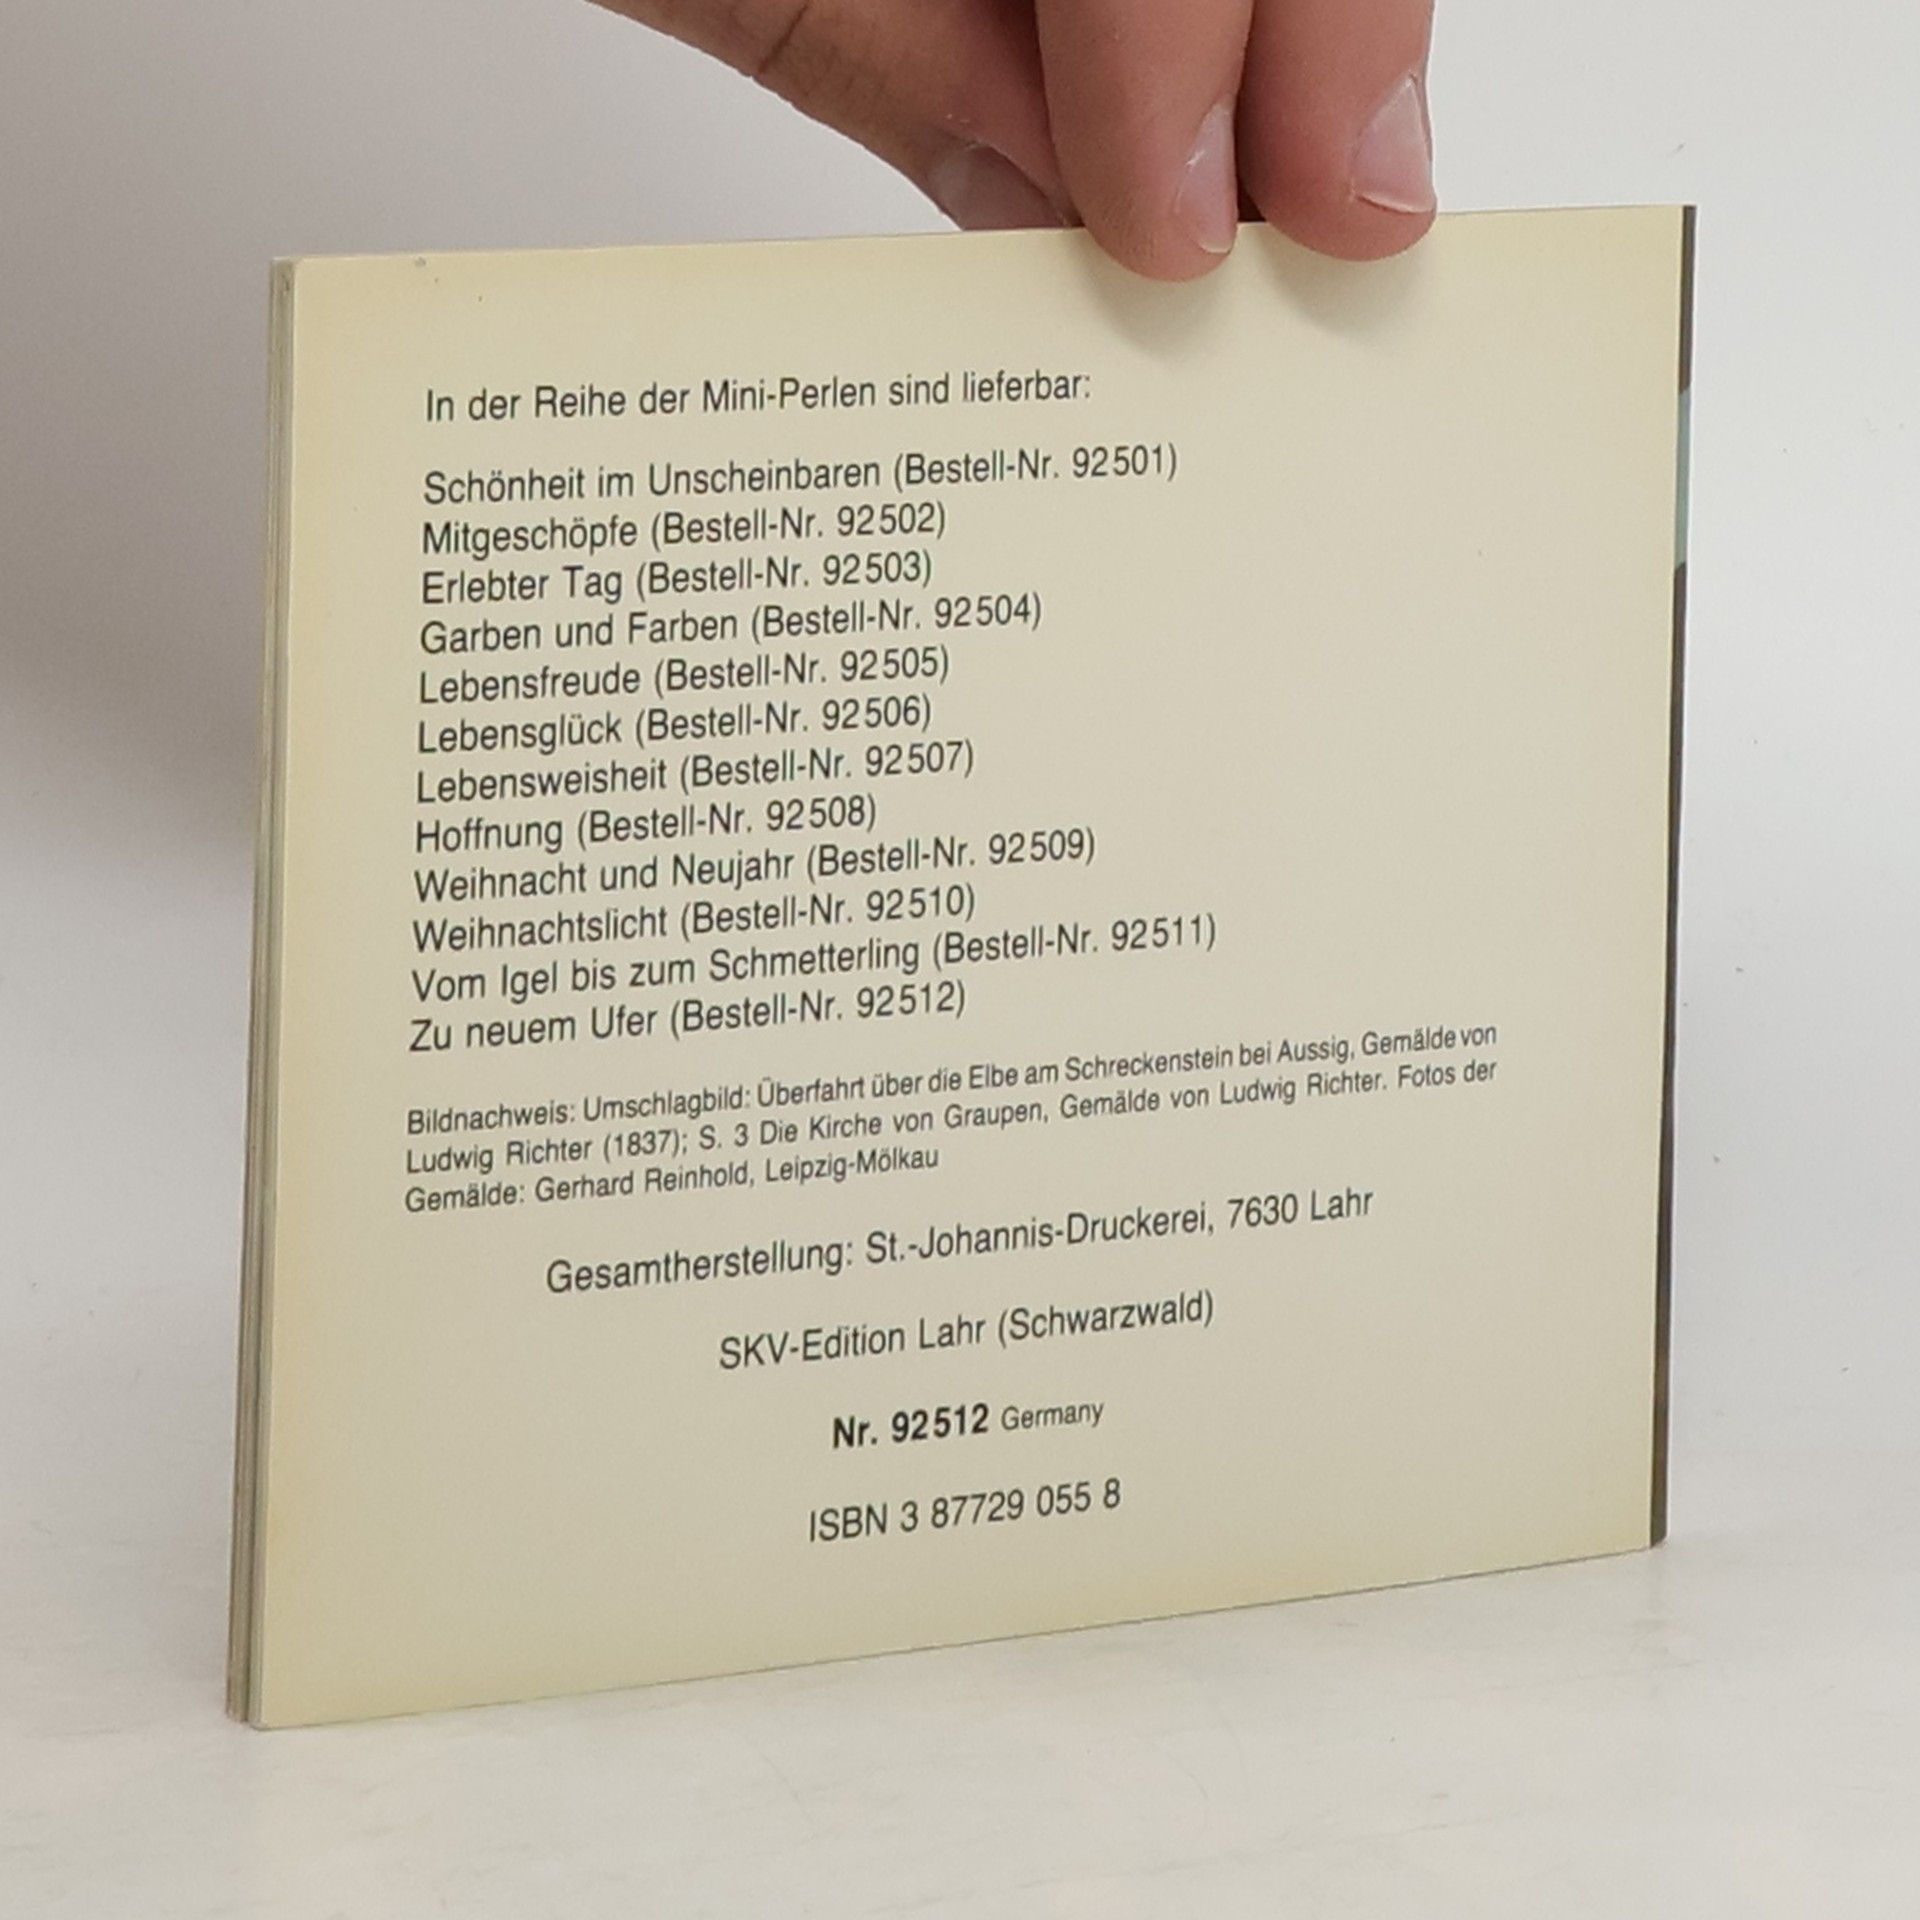 In der Reihe der Mini-Perlen sind lieferbar:
Schönheit im Unscheinbaren (Bestell-Nr. 92501)
Mitgeschöpfe (Bestell-Nr. 92502)
Erlebter Tag (Bestell-Nr. 92503)
Garben und Farben (Bestell-Nr. 92504)
Lebensfreude (Bestell-Nr. 92505)
Lebensglück (Bestell-Nr. 92506)
Lebensweisheit (Bestell-Nr. 92507)
Hoffnung (Bestell-Nr. 92508)
Weihnacht und Neujahr (Bestell-Nr. 92509)
Weihnachtslicht (Bestell-Nr. 92510)
Vom Igel bis zum Schmetterling (Bestell-Nr. 92511)
Zu neuem Ufer (Bestell-Nr. 92512)
Bildnachweis: Umschlagbild: Überfahrt über die Elbe am Schreckenstein bei Aussig, Gemälde von
Ludwig Richter (1837); S. 3 Die Kirche von Graupen, Gemälde von Ludwig Richter. Fotos der
Gemälde: Gerhard Reinhold, Leipzig-Mölkau
Gesamtherstellung: St.-Johannis-Druckerei, 7630 Lahr
SKV-Edition Lahr (Schwarzwald)
Nr. 92512 Germany
ISBN 3 87729 055 8